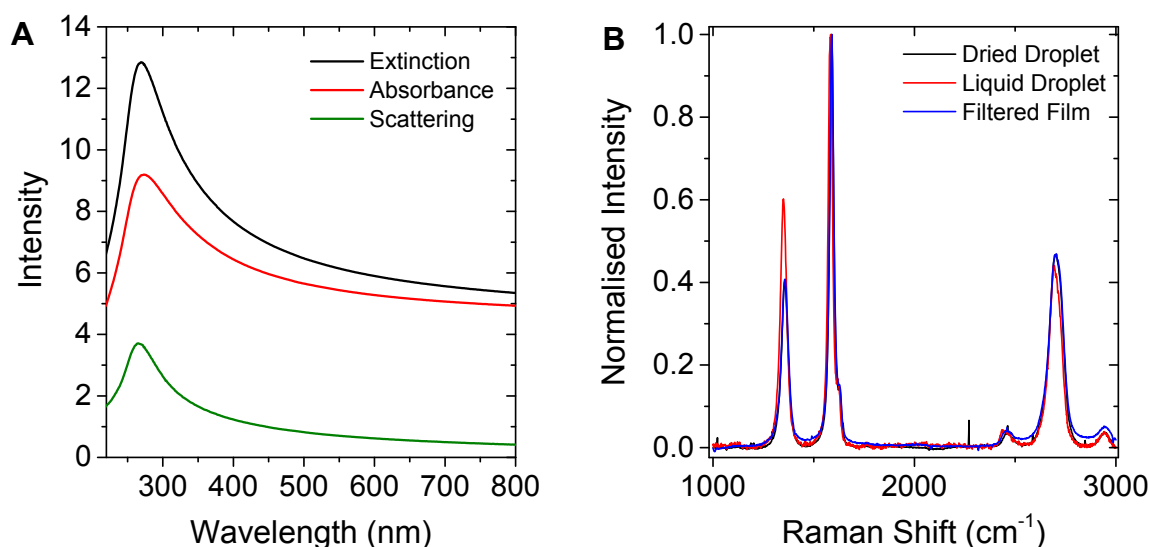 A
14
12
10
8
6
4
2
0
Intensity
Extinction
Absorbance
Scattering
300 400 500 600 700 800
Wavelength (nm)
B
1.0
0.8
0.6
0.4
0.2
0.0
Normalised Intensity
Dried Droplet
Liquid Droplet
Filtered Film
1000 2000 3000
Raman Shift (cm⁻¹)